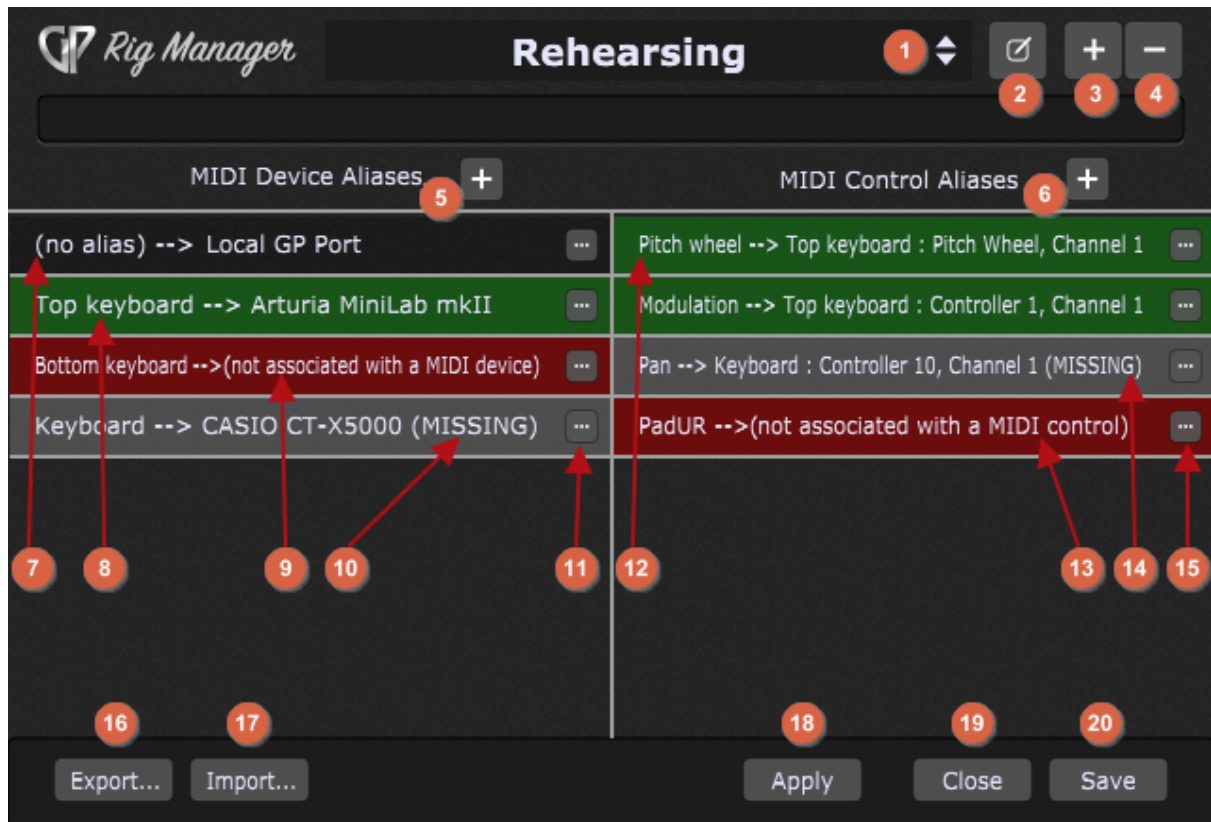 GP Rig Manager
Rehearsing
1
2
3
4
MIDI Device Aliases
5
+
MIDI Control Aliases
6
+
(no alias) --> Local GP Port
...
Pitch wheel --> Top keyboard : Pitch Wheel, Channel 1
...
Top keyboard --> Arturia MiniLab mkII
...
Modulation --> Top keyboard : Controller 1, Channel 1
...
Bottom keyboard -->(not associated with a MIDI device)
...
Pan --> Keyboard : Controller 10, Channel 1 (MISSING)
...
Keyboard --> CASIO CT-X5000 (MISSING)
...
PadUR -->(not associated with a MIDI control)
...
7
8
9
10
11
12
13
14
15
16
17
18
19
20
Export...
Import...
Apply
Close
Save